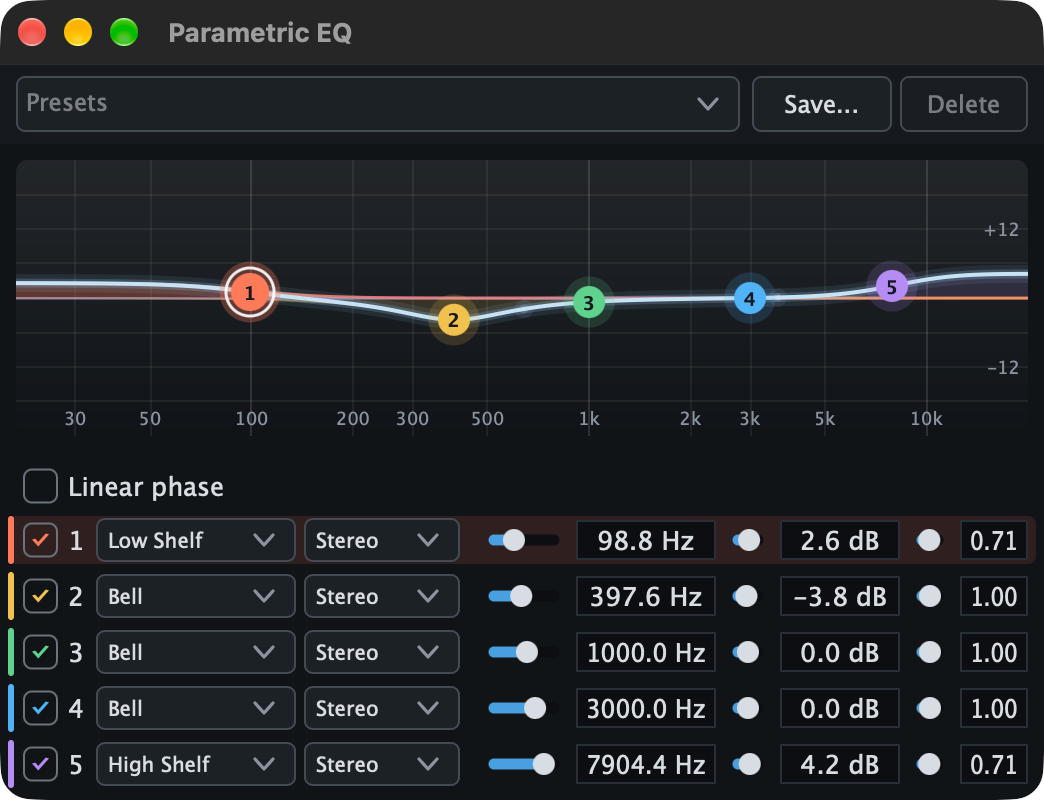 Parametric EQ
Presets Save... Delete
+12
1 2 3 4 5
-12
30 50 100 200 300 500 1k 2k 3k 5k 10k
Linear phase
1 Low Shelf Stereo 98.8 Hz 2.6 dB 0.71
2 Bell Stereo 397.6 Hz −3.8 dB 1.00
3 Bell Stereo 1000.0 Hz 0.0 dB 1.00
4 Bell Stereo 3000.0 Hz 0.0 dB 1.00
5 High Shelf Stereo 7904.4 Hz 4.2 dB 0.71